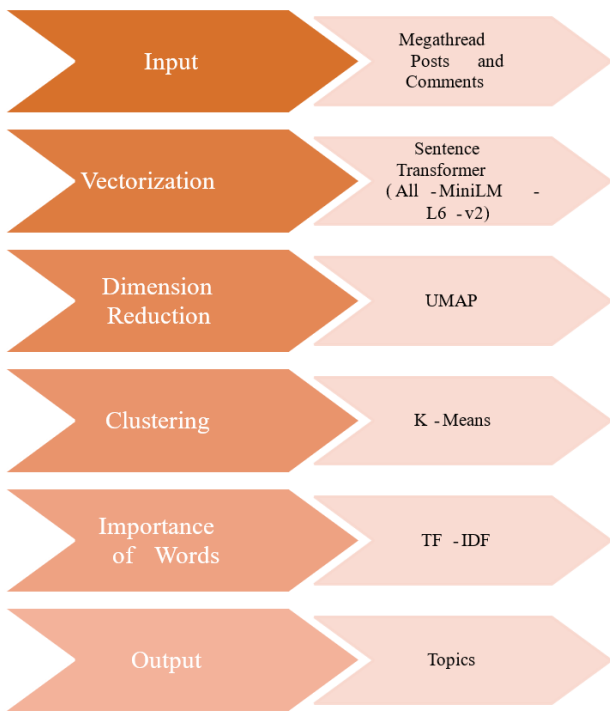 Input
Megathread
Posts and
Comments
Vectorization
Sentence
Transformer
( All -MiniLM -
L6 -v2)
Dimension
Reduction
UMAP
Clustering
K -Means
Importance
of Words
TF -IDF
Output
Topics